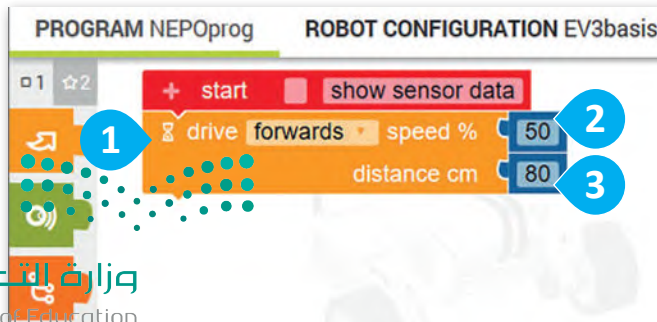 PROGRAM NEPOprog
ROBOT CONFIGURATION EV3basis
1
2
+ start show sensor data
1
drive forwards speed % 50
2
distance cm 80
3
وزارة
of Education